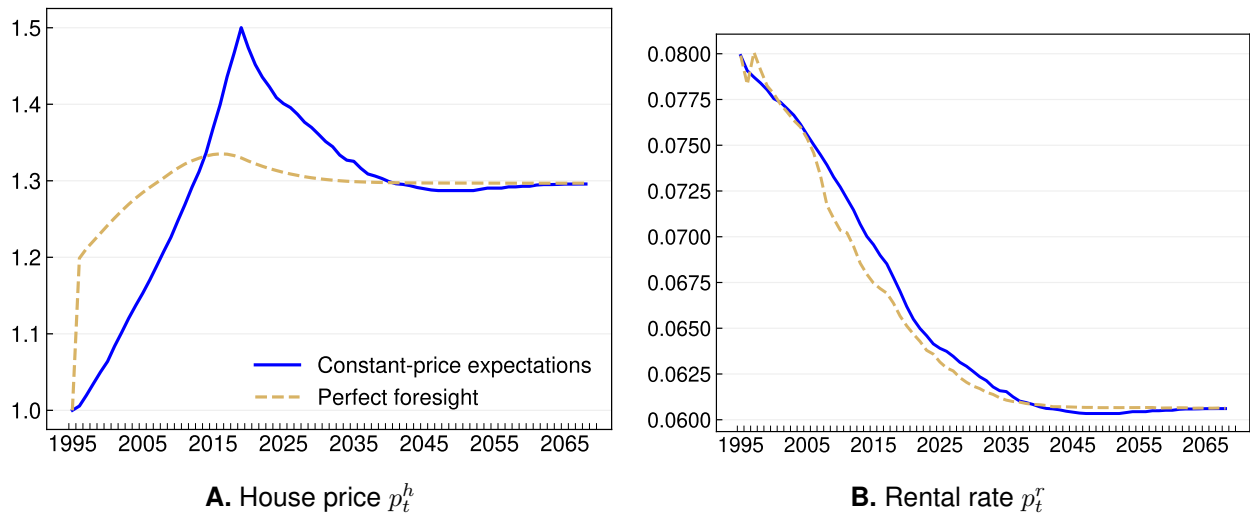 1.5
1.4
1.3
1.2
1.1
1.0
Constant-price expectations
Perfect foresight
1995 2005 2015 2025 2035 2045 2055 2065
A. House price p_t^h
0.0800
0.0775
0.0750
0.0725
0.0700
0.0675
0.0650
0.0625
0.0600
1995 2005 2015 2025 2035 2045 2055 2065
B. Rental rate p_t^r